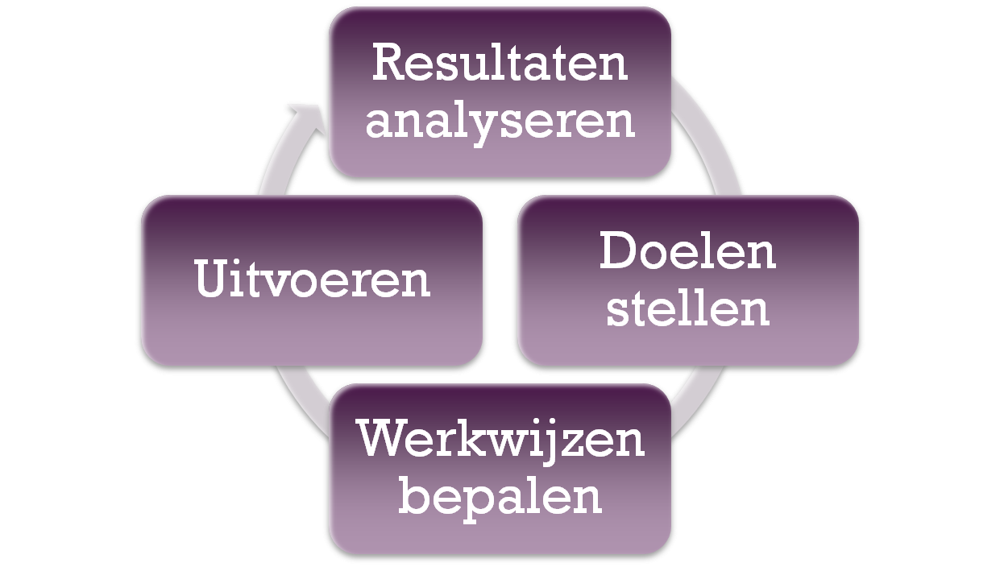 Resultaten
analyseren
Doelen
stellen
Werkwijzen
bepalen
Uitvoeren